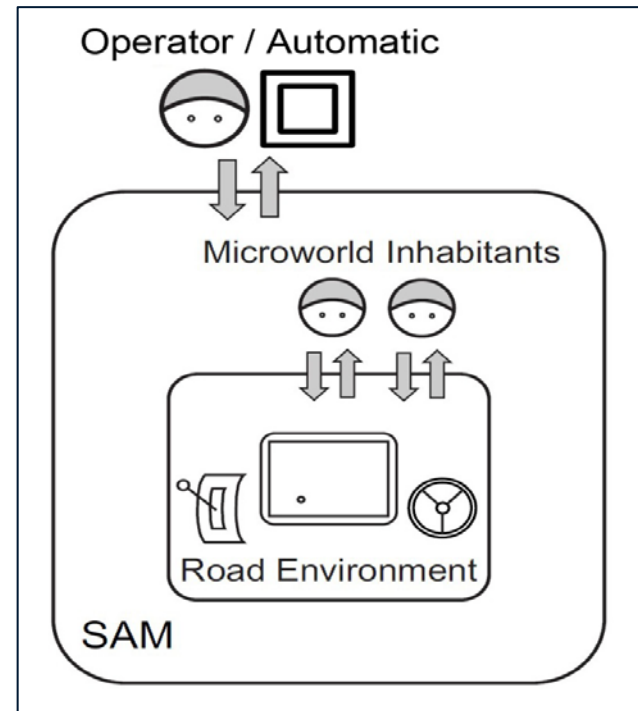 Operator / Automatic
Microworld Inhabitants
Road Environment
SAM